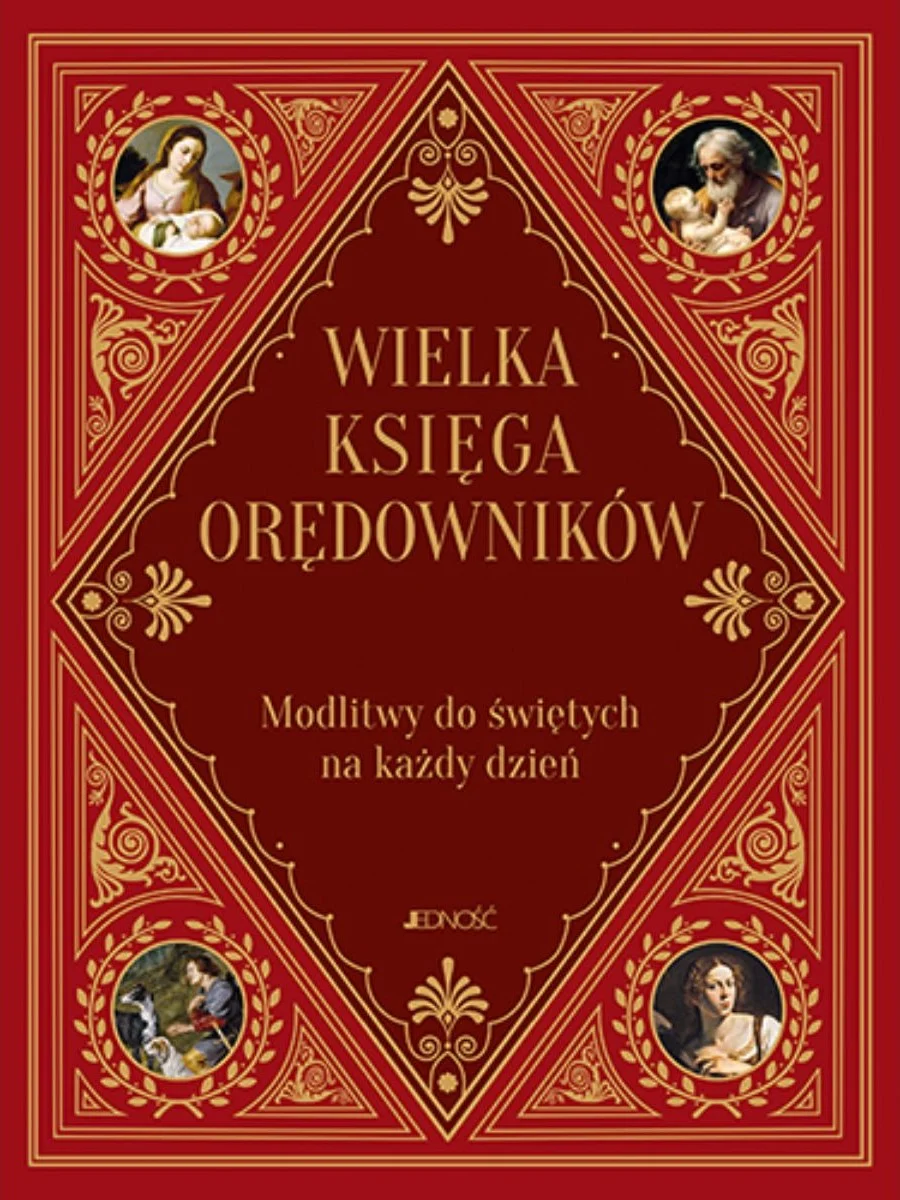 WIELKA
KSIĘGA
ORĘDOWNIKÓW
Modlitwy do świętych
na każdy dzień
JEDNOŚĆ